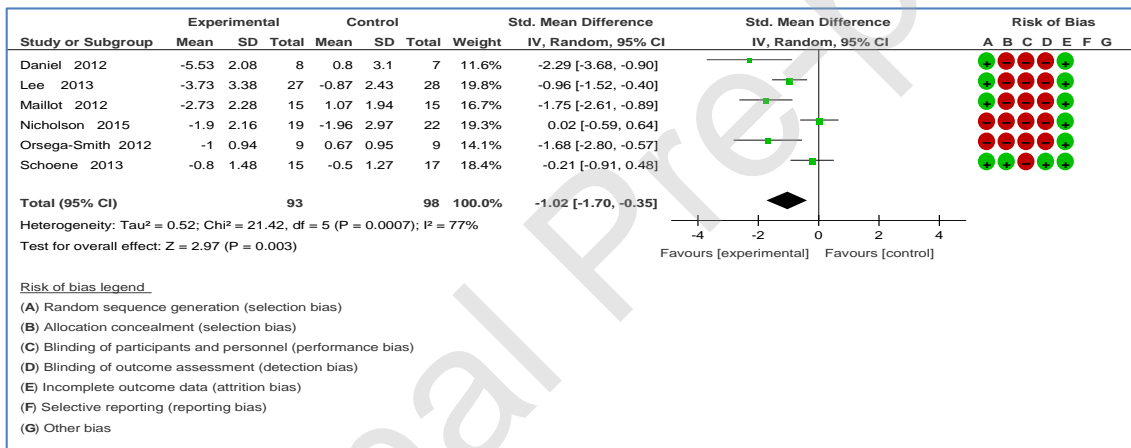 Experimental Control Std. Mean Difference Std. Mean Difference Risk of Bias
Study or Subgroup Mean SD Total Mean SD Total Weight IV, Random, 95% CI IV, Random, 95% CI A B C D E F G
Daniel 2012 -5.53 2.08 8 0.8 3.1 7 11.6% -2.29 [-3.68, -0.90] + − − − +
Lee 2013 -3.73 3.38 27 -0.87 2.43 28 19.8% -0.96 [-1.52, -0.40] + − − − +
Maillot 2012 -2.73 2.28 15 1.07 1.94 15 16.7% -1.75 [-2.61, -0.89] + − − − +
Nicholson 2015 -1.9 2.16 19 -1.96 2.97 22 19.3% 0.02 [-0.59, 0.64] − − − − +
Orsega-Smith 2012 -1 0.94 9 0.67 0.95 9 14.1% -1.68 [-2.80, -0.57] − − − − +
Schoene 2013 -0.8 1.48 15 -0.5 1.27 17 18.4% -0.21 [-0.91, 0.48] + + − + +
Total (95% CI) 93 98 100.0% -1.02 [-1.70, -0.35]
Heterogeneity: Tau² = 0.52; Chi² = 21.42, df = 5 (P = 0.0007); I² = 77%
Test for overall effect: Z = 2.97 (P = 0.003)
-4 -2 0 2 4
Favours [experimental] Favours [control]
Risk of bias legend
(A) Random sequence generation (selection bias)
(B) Allocation concealment (selection bias)
(C) Blinding of participants and personnel (performance bias)
(D) Blinding of outcome assessment (detection bias)
(E) Incomplete outcome data (attrition bias)
(F) Selective reporting (reporting bias)
(G) Other bias
nal Pre-p